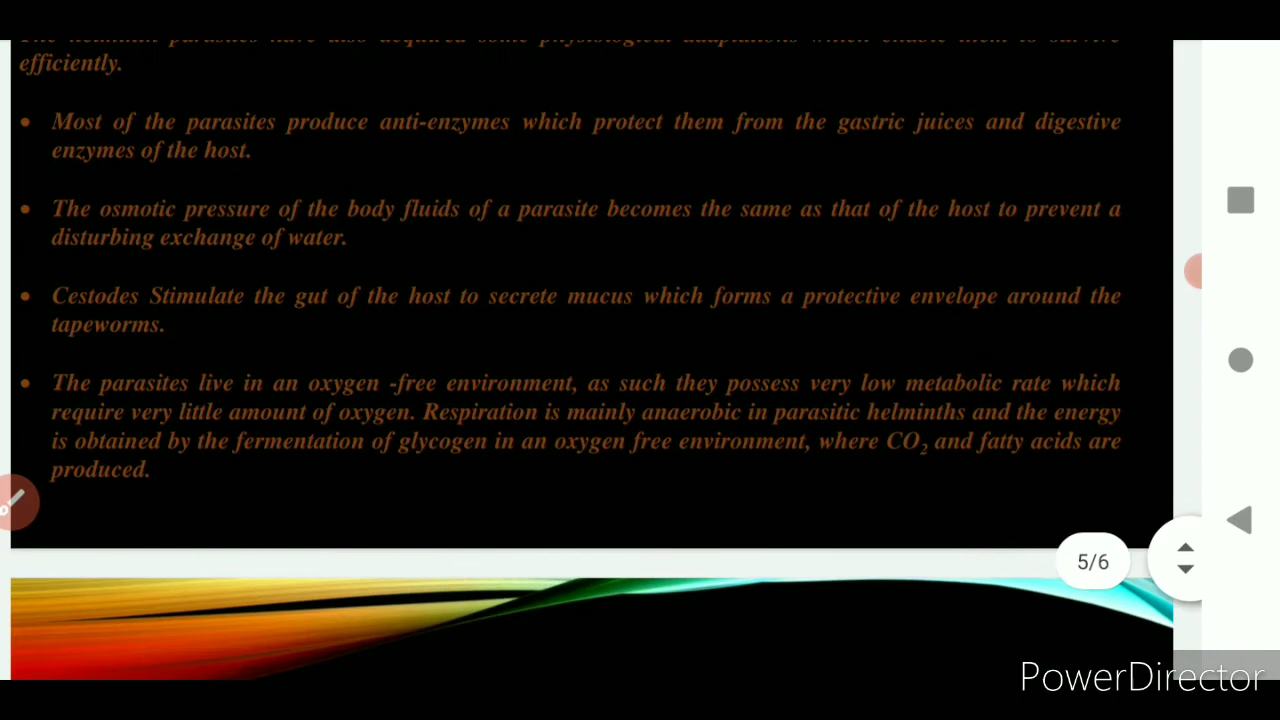 efficiently.
• Most of the parasites produce anti-enzymes which protect them from the gastric juices and digestive
enzymes of the host.
• The osmotic pressure of the body fluids of a parasite becomes the same as that of the host to prevent a
disturbing exchange of water.
• Cestodes Stimulate the gut of the host to secrete mucus which forms a protective envelope around the
tapeworms.
• The parasites live in an oxygen -free environment, as such they possess very low metabolic rate which
require very little amount of oxygen. Respiration is mainly anaerobic in parasitic helminths and the energy
is obtained by the fermentation of glycogen in an oxygen free environment, where CO₂ and fatty acids are
produced.
5/6
PowerDirector